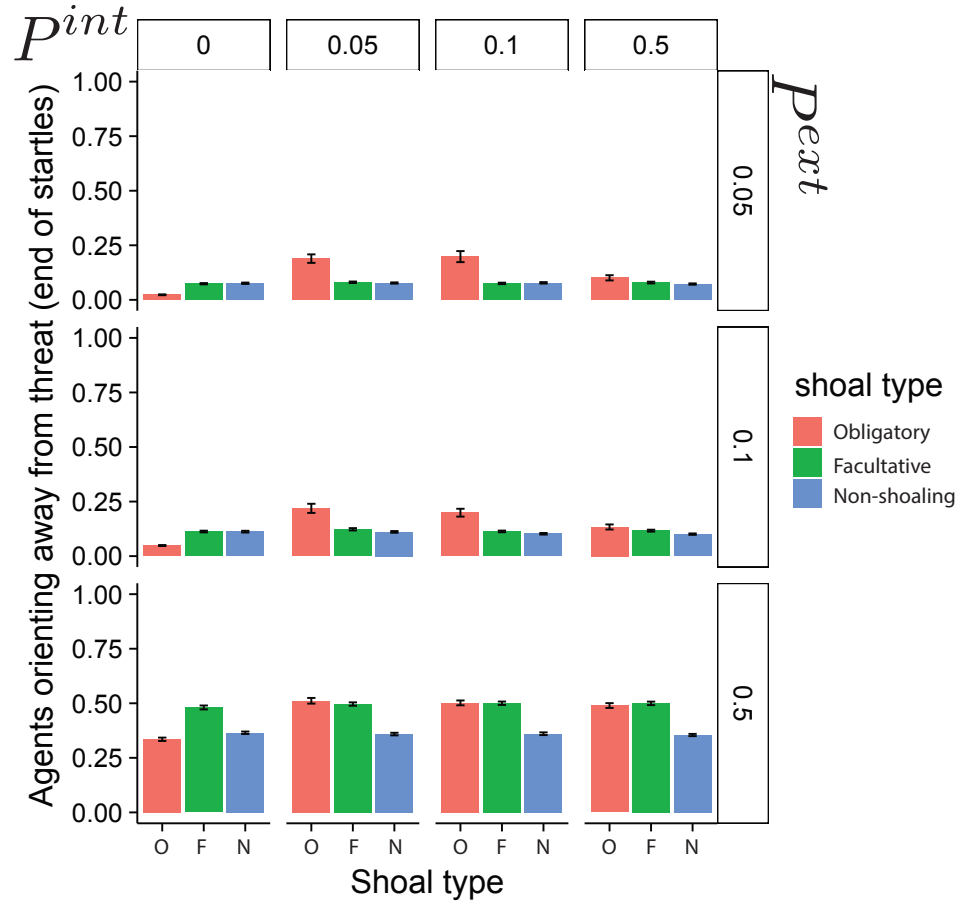 P^{int}
0 0.05 0.1 0.5
P^{ext}
Agents orienting away from threat (end of startles)
1.00
0.75
0.50
0.25
0.00
0.05
1.00
0.75
0.50
0.25
0.00
0.1
1.00
0.75
0.50
0.25
0.00
0.5
O F N O F N O F N O F N
Shoal type
shoal type
Obligatory
Facultative
Non-shoaling